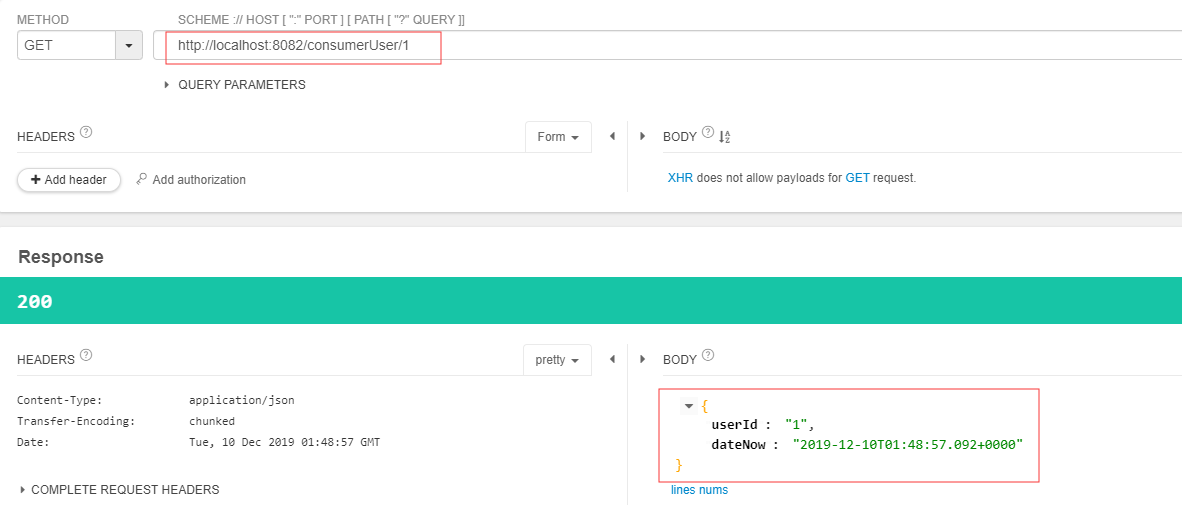 METHOD
SCHEME :// HOST [ ":" PORT ] [ PATH [ "?" QUERY ]]
GET
http://localhost:8082/consumerUser/1
QUERY PARAMETERS
HEADERS ?
Form
BODY ? A Z
+ Add header
Add authorization
XHR does not allow payloads for GET request.
Response
200
HEADERS ?
pretty
BODY ?
Content-Type: application/json
Transfer-Encoding: chunked
Date: Tue, 10 Dec 2019 01:48:57 GMT
{
userId : "1",
dateNow : "2019-12-10T01:48:57.092+0000"
}
COMPLETE REQUEST HEADERS
lines nums